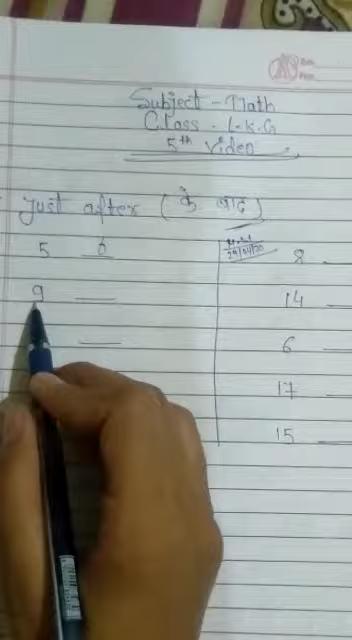 Subject - Math
Class - L.K.G
5th Video
Just after (के बाद)
5 6
9
8
14
6
17
15